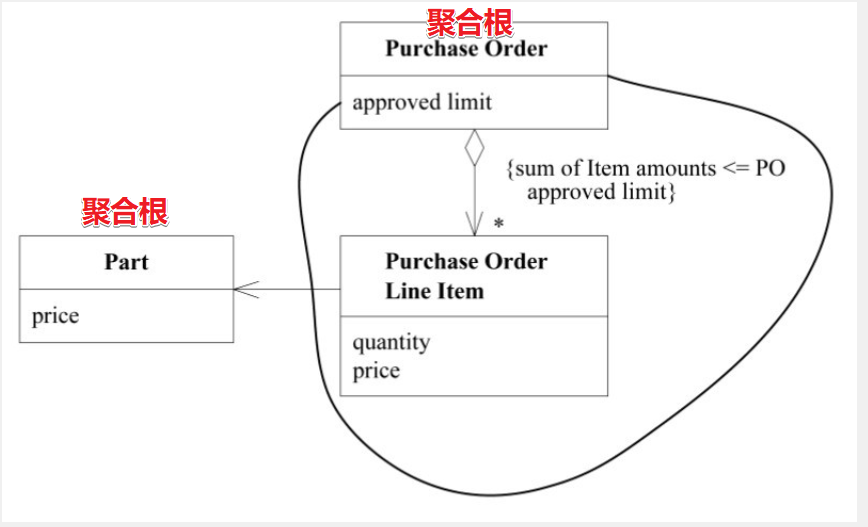 聚合根
Purchase Order
approved limit
{sum of Item amounts <= PO
approved limit}
*
聚合根
Part
price
Purchase Order
Line Item
quantity
price